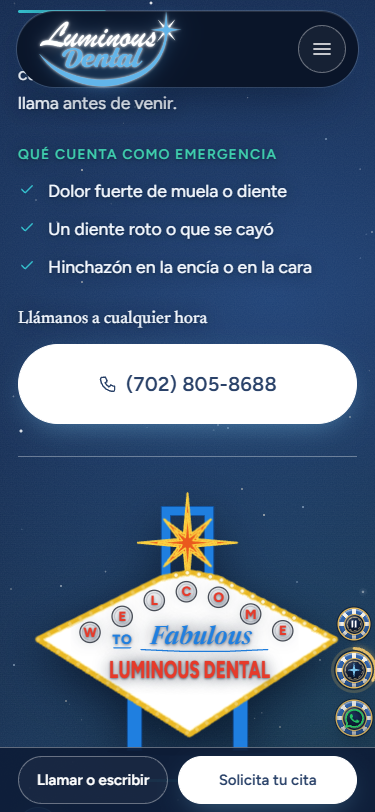 Luminous
Dental
llama antes de venir.
QUÉ CUENTA COMO EMERGENCIA
Dolor fuerte de muela o diente
Un diente roto o que se cayó
Hinchazón en la encía o en la cara
Llámanos a cualquier hora
(702) 805-8688
WELCOME
TO Fabulous
LUMINOUS DENTAL
Llamar o escribir
Solicita tu cita